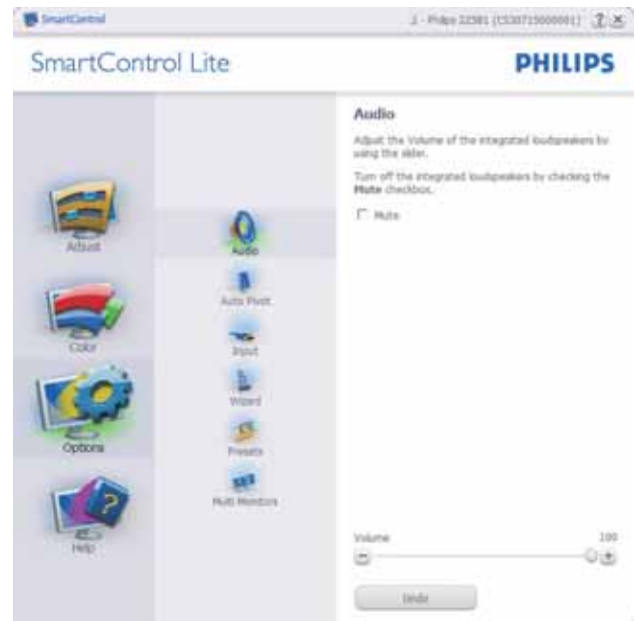 SmartControl
SmartControl Lite
PHILIPS
Adjust
Color
Options
Help
Audio
Auto Pivot
Input
Wizard
Presets
Multi Monitors
Audio
Adjust the Volume of the integrated loudspeakers by
using the slider.
Turn off the integrated loudspeakers by checking the
Mute checkbox.
Mute
Volume 100
Undo